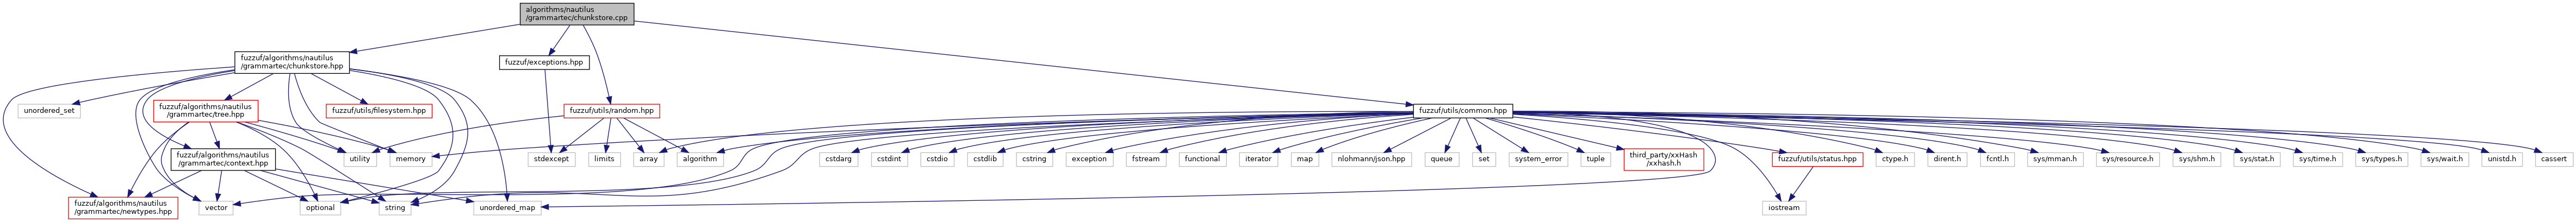 algorithms/nautilus
/grammartec/chunkstore.cpp
fuzzuf/algorithms/nautilus
/grammartec/chunkstore.hpp
fuzzuf/exceptions.hpp
unordered_set
fuzzuf/algorithms/nautilus
/grammartec/tree.hpp
fuzzuf/utils/filesystem.hpp
fuzzuf/utils/random.hpp
fuzzuf/utils/common.hpp
fuzzuf/algorithms/nautilus
/grammartec/context.hpp
utility
memory
stdexcept
limits
array
algorithm
cstdarg
cstdint
cstdio
cstdlib
cstring
exception
fstream
functional
iterator
map
nlohmann/json.hpp
queue
set
system_error
tuple
third_party/xxHash
/xxhash.h
fuzzuf/utils/status.hpp
ctype.h
dirent.h
fcntl.h
sys/mman.h
sys/resource.h
sys/shm.h
sys/stat.h
sys/time.h
sys/types.h
sys/wait.h
unistd.h
cassert
fuzzuf/algorithms/nautilus
/grammartec/newtypes.hpp
vector
optional
string
unordered_map
iostream